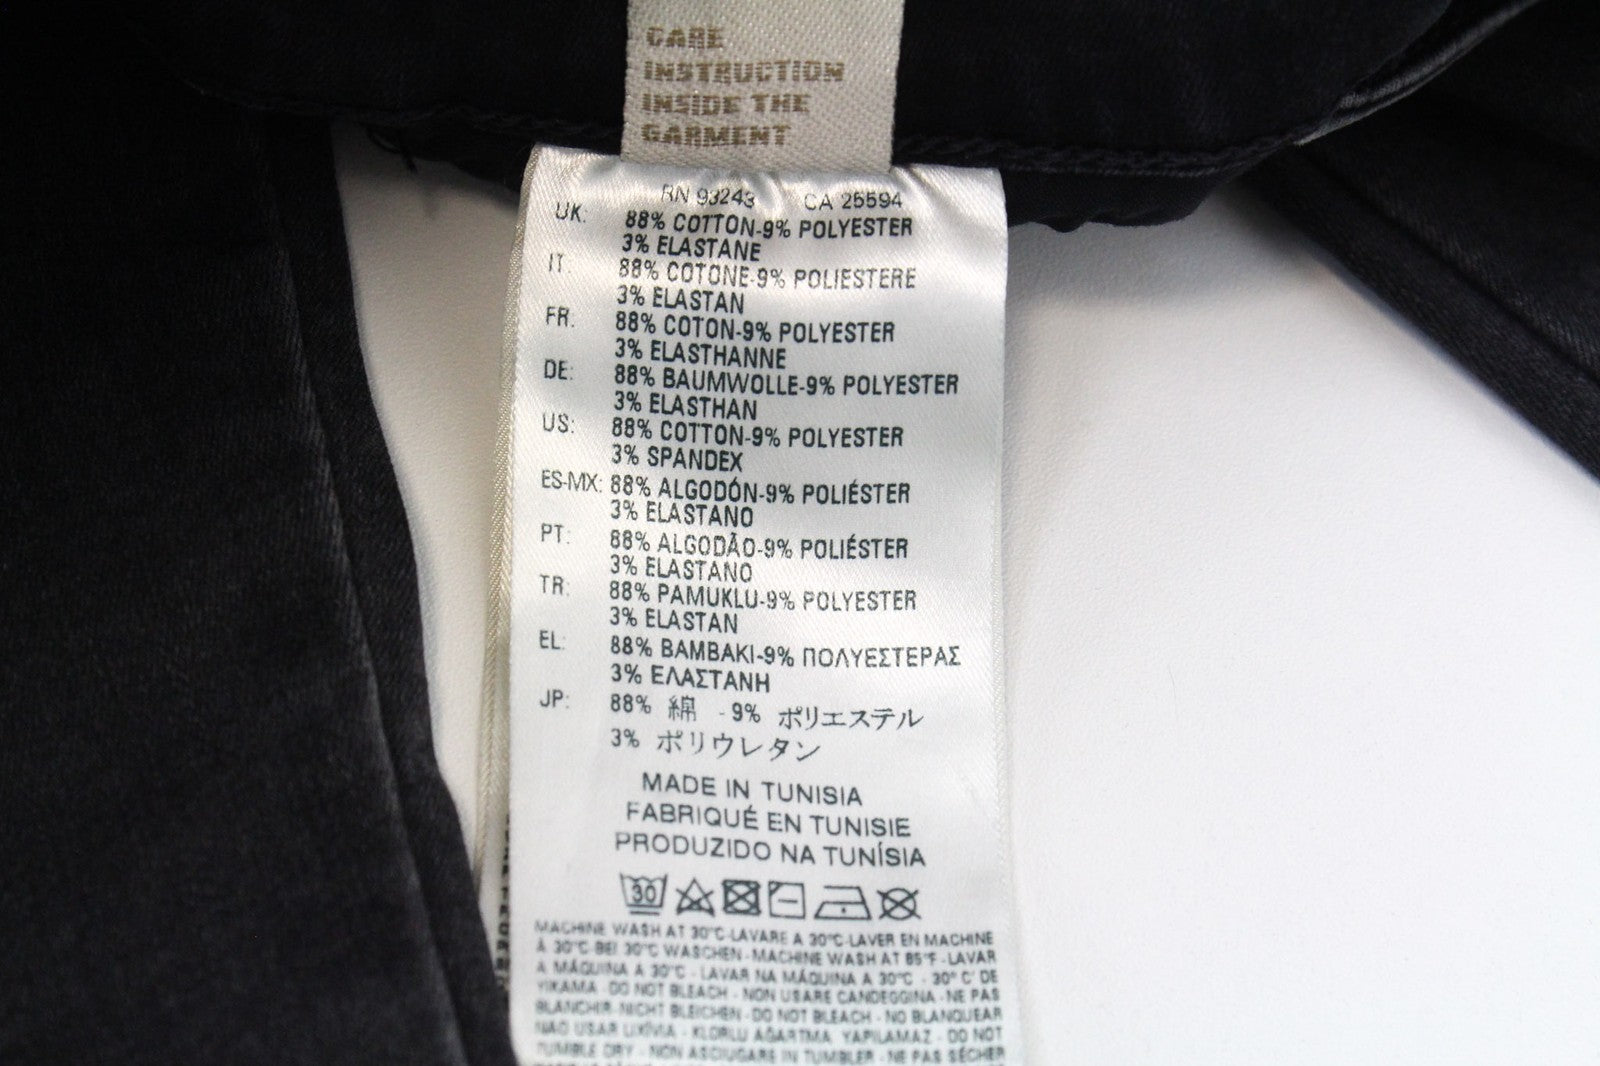 CARE
INSTRUCTION
INSIDE THE
GARMENT
RN 93243 CA 25594
UK: 88% COTTON-9% POLYESTER
3% ELASTANE
IT: 88% COTONE-9% POLIESTERE
3% ELASTAN
FR: 88% COTON-9% POLYESTER
3% ELASTHANNE
DE: 88% BAUMWOLLE-9% POLYESTER
3% ELASTHAN
US: 88% COTTON-9% POLYESTER
3% SPANDEX
ES-MX: 88% ALGODÓN-9% POLIÉSTER
3% ELASTANO
PT: 88% ALGODÃO-9% POLIÉSTER
3% ELASTANO
TR: 88% PAMUKLU-9% POLYESTER
3% ELASTAN
EL: 88% ΒΑΜΒΑΚΙ-9% ΠΟΛΥΕΣΤΕΡΑΣ
3% ΕΛΑΣΤΑΝΗ
JP: 88% 綿 -9% ポリエステル
3% ポリウレタン
MADE IN TUNISIA
FABRIQUÉ EN TUNISIE
PRODUZIDO NA TUNÍSIA
30
MACHINE WASH AT 30°C-LAVARE A 30°C-LAVER EN MACHINE
À 30°C-BEI 30°C WASCHEN-MACHINE WASH AT 85°F-LAVAR
A MÁQUINA A 30°C - LAVAR NA MÁQUINA A 30°C - 30° C' DE
YIKAMA - DO NOT BLEACH - NON USARE CANDEGGINA - NE PAS
BLANCHIR-NICHT BLEICHEN-DO NOT BLEACH - NO BLANQUEAR
NÃO USAR LIXÍVIA - KLORLU AĞARTMA YAPILAMAZ - DO NOT
TUMBLE DRY - NON ASCIUGARE IN TUMBLER - NE PAS SÉCHER